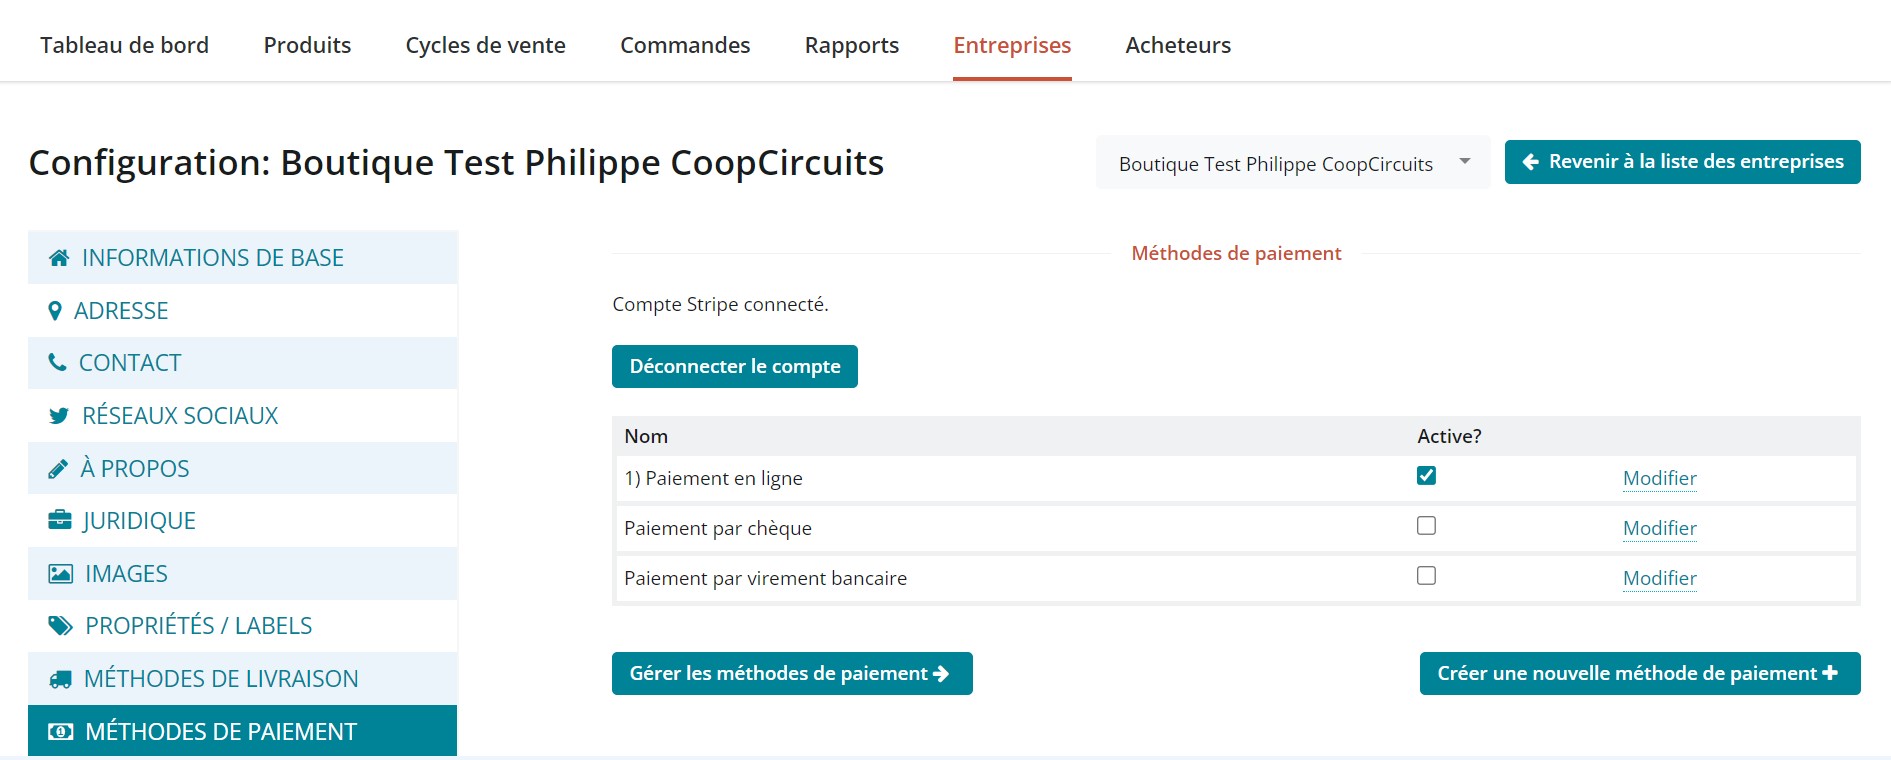 Tableau de bord Produits Cycles de vente Commandes Rapports Entreprises Acheteurs
Configuration: Boutique Test Philippe CoopCircuits
Boutique Test Philippe CoopCircuits
Revenir à la liste des entreprises
INFORMATIONS DE BASE
ADRESSE
CONTACT
RÉSEAUX SOCIAUX
À PROPOS
JURIDIQUE
IMAGES
PROPRIÉTÉS / LABELS
MÉTHODES DE LIVRAISON
MÉTHODES DE PAIEMENT
Méthodes de paiement
Compte Stripe connecté.
Déconnecter le compte
Nom Active?
1) Paiement en ligne Modifier
Paiement par chèque Modifier
Paiement par virement bancaire Modifier
Gérer les méthodes de paiement
Créer une nouvelle méthode de paiement